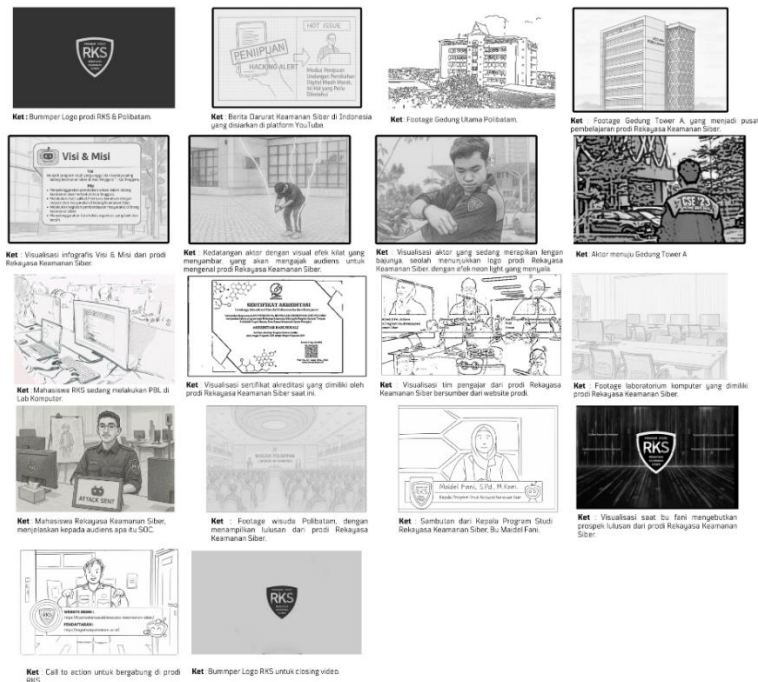 RKS
PENIIPUAN
HACKING ALERT
HOT ISSUE
Ket : Bummper Logo prodi RKS & Polibatam.
Ket : Berita Darurat Keamanan Siber di Indonesia
yang disiarkan di platform YouTube.
Ket : Footage Gedung Utama Polibatam.
Ket : Footage Gedung Tower A, yang menjadi pusat
pembelajaran prodi Rekayasa Keamanan Siber.
Visi & Misi
Visi
Misi
CSE '23
Ket : Visualisasi infografis Visi & Misi dari prodi
Rekayasa Keamanan Siber.
Ket : Kedatangan aktor dengan visual efek kilat yang
menyambar, yang akan mengajak audiens untuk
mengenal prodi Rekayasa Keamanan Siber.
Ket : Visualisasi aktor yang sedang merapikan lengan
bajunya, seolah menunjukkan logo prodi Rekayasa
Keamanan Siber, dengan efek neon light yang menyala.
Ket : Aktor menuju Gedung Tower A
SERTIFIKAT AKREDITASI
Ket : Mahasiswa RKS sedang melakukan PBL di
Lab Komputer.
Ket : Visualisasi sertifikat akreditasi yang dimiliki oleh
prodi Rekayasa Keamanan Siber saat ini.
Ket : Visualisasi tim pengajar dari prodi Rekayasa
Keamanan Siber bersumber dari website prodi.
Ket : Footage laboratorium komputer yang dimiliki
prodi Rekayasa Keamanan Siber.
ATTACK SENT
Maidel Fani, S.Pd., M.Kom.
RKS
Ket : Mahasiswa Rekayasa Keamanan Siber,
menjelaskan kepada audiens apa itu SOC.
Ket : Footage wisuda Polibatam, dengan
menampilkan lulusan dari prodi Rekayasa
Keamanan Siber.
Ket : Sambutan dari Kepala Program Studi
Rekayasa Keamanan Siber, Bu Maidel Fani.
Ket : Visualisasi saat bu fani menyebutkan
prospek lulusan dari prodi Rekayasa Keamanan
Siber.
RKS
WEBSITE RESMI :
PENDAFTARAN :
RKS
Ket : Call to action untuk bergabung di prodi
RKS.
Ket : Bummper Logo RKS untuk closing video.